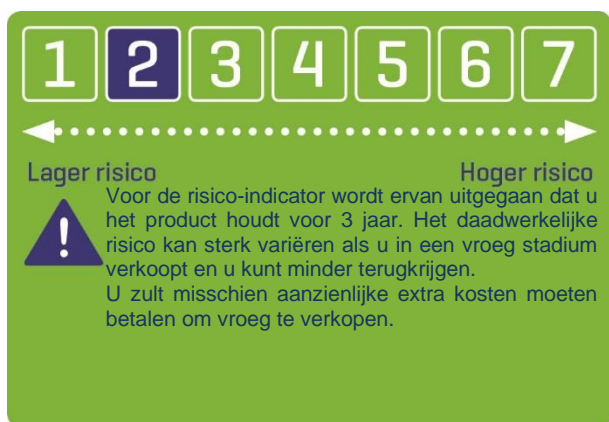 1 2 3 4 5 6 7
Lager risico Hoger risico
!
Voor de risico-indicator wordt ervan uitgegaan dat u
het product houdt voor 3 jaar. Het daadwerkelijke
risico kan sterk variëren als u in een vroeg stadium
verkoopt en u kunt minder terugkrijgen.
U zult misschien aanzienlijke extra kosten moeten
betalen om vroeg te verkopen.